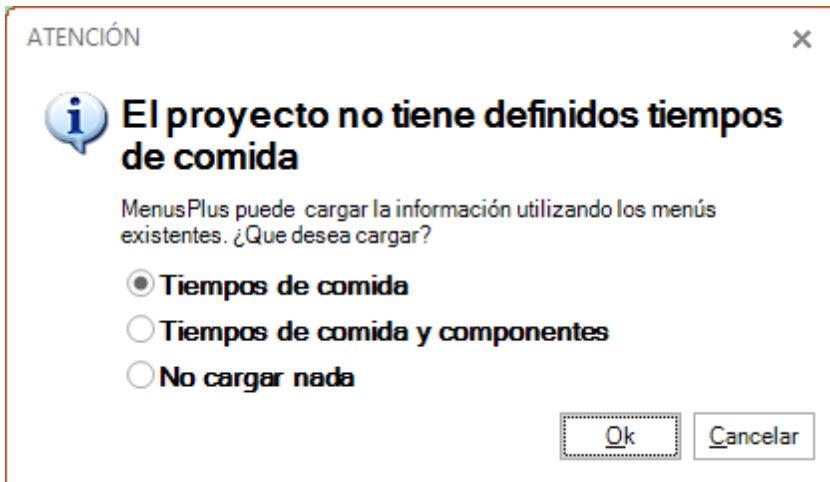 ATENCIÓN
El proyecto no tiene definidos tiempos
de comida
MenusPlus puede cargar la información utilizando los menús
existentes. ¿Que desea cargar?
Tiempos de comida
Tiempos de comida y componentes
No cargar nada
Ok Cancelar